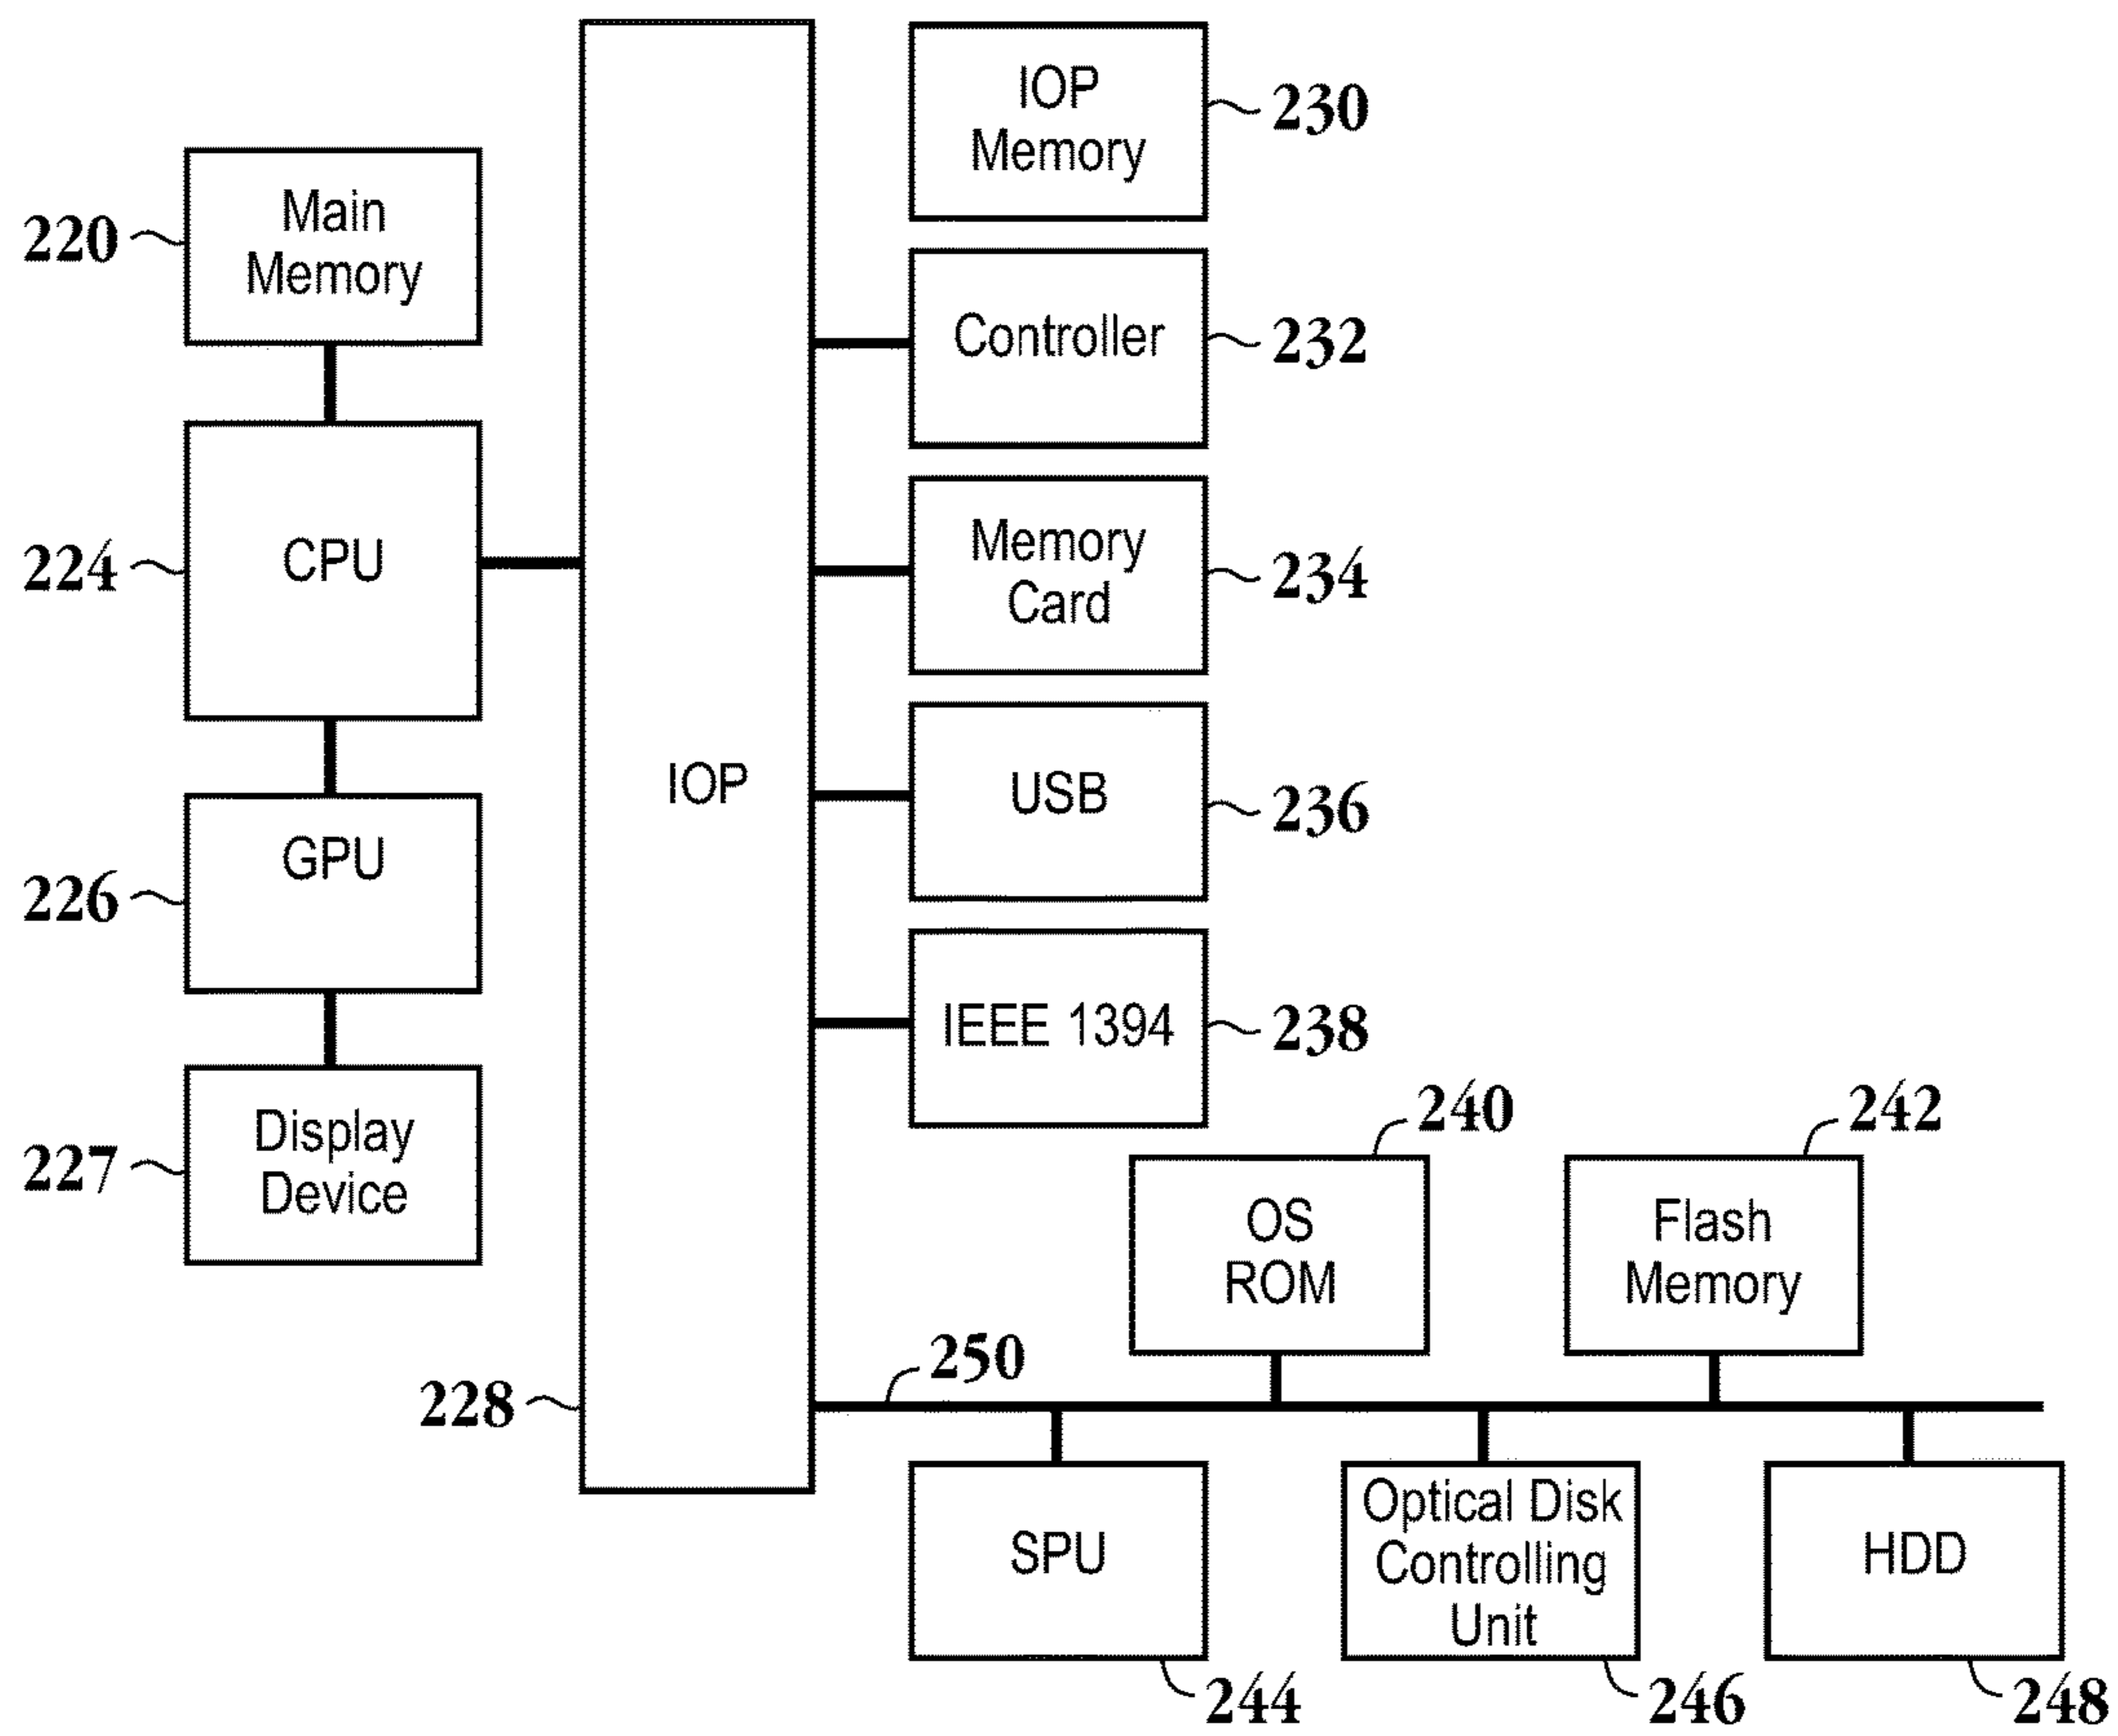 IOP
Memory
230
Main
Memory
220
Controller
232
CPU
224
Memory
Card
234
IOP
USB
236
GPU
226
IEEE 1394
238
Display
Device
227
240
242
OS
ROM
Flash
Memory
250
228
SPU
Optical Disk
Controlling
Unit
HDD
244
246
248